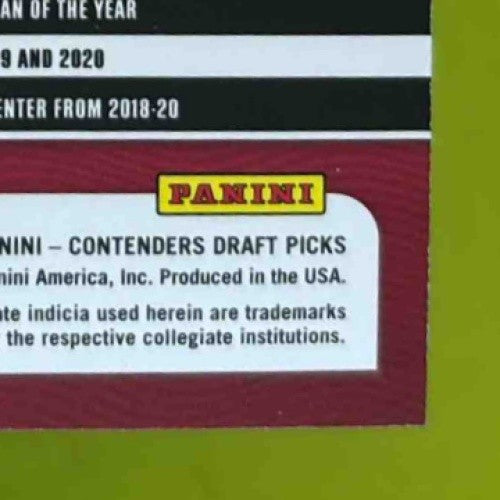 AN OF THE YEAR
9 AND 2020
ENTER FROM 2018-20
PANINI
NINI – CONTENDERS DRAFT PICKS
nini America, Inc. Produced in the USA.
te indicia used herein are trademarks
the respective collegiate institutions.